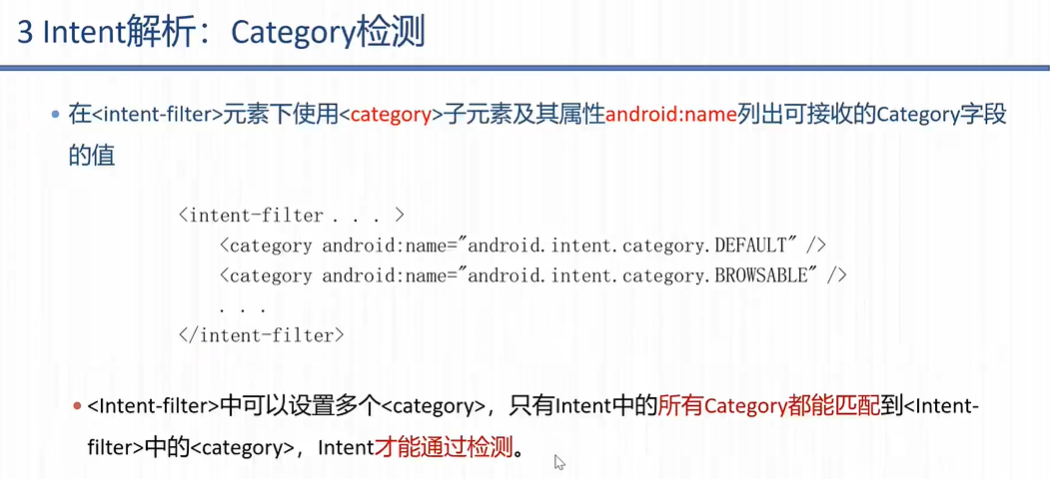 3 Intent解析：Category检测
• 在<intent-filter>元素下使用<category>子元素及其属性android:name列出可接收的Category字段
的值
<intent-filter . . . >
<category android:name="android.intent.category.DEFAULT" />
<category android:name="android.intent.category.BROWSABLE" />
. . .
</intent-filter>
• <Intent-filter>中可以设置多个<category>，只有Intent中的所有Category都能匹配到<Intent-
filter>中的<category>，Intent才能通过检测。